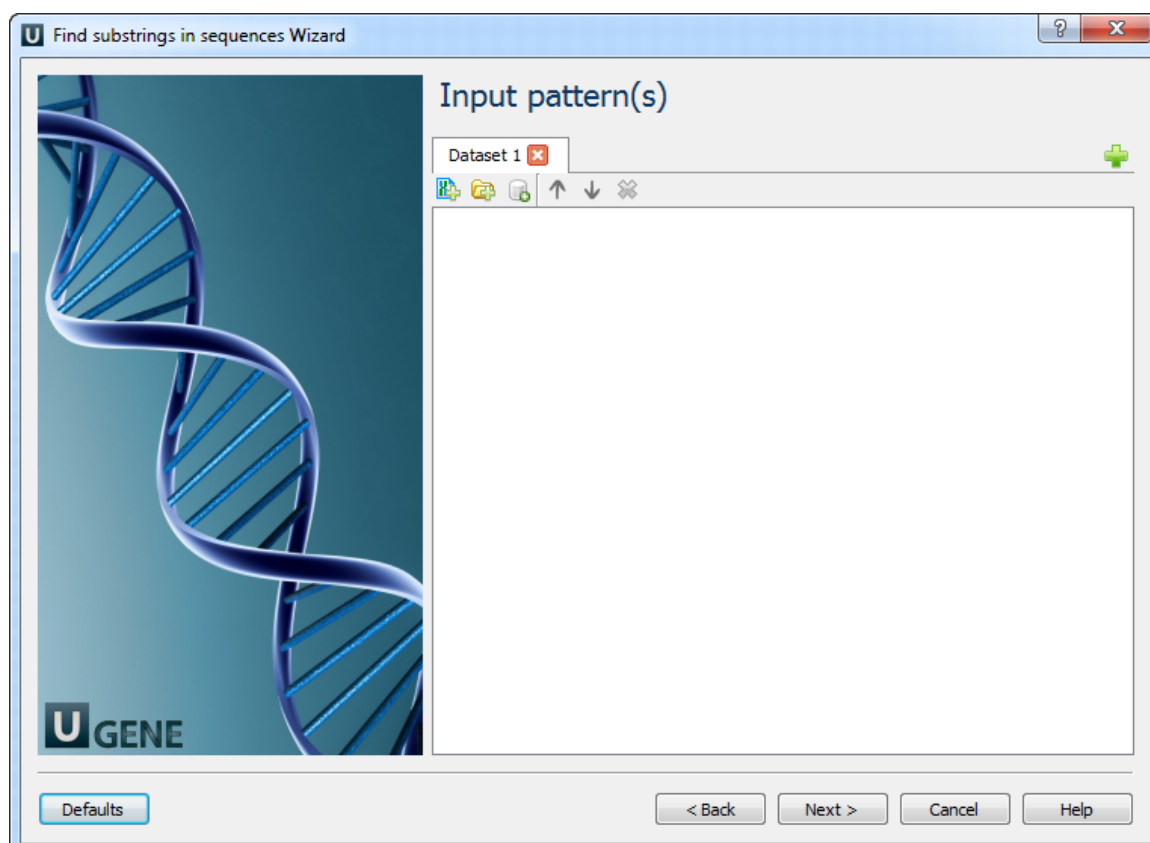 U Find substrings in sequences Wizard
?
X
Input pattern(s)
Dataset 1
U GENE
Defaults
< Back
Next >
Cancel
Help